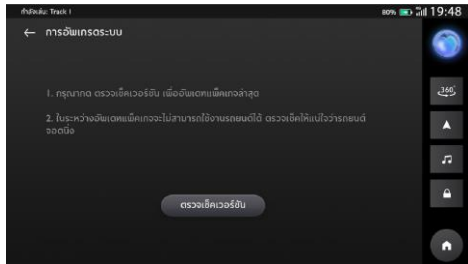 กำลังเล่น: Track 1
80% 19:48
← การอัพเกรดระบบ
360°
1. กรุณากด ตรวจเช็คเวอร์ชัน เพื่ออัพเดทแพ็คเกจล่าสุด
2. ในระหว่างอัพเดทแพ็คเกจจะไม่สามารถใช้งานรถยนต์ได้ ตรวจเช็คให้แน่ใจว่ารถยนต์
จอดนิ่ง
ตรวจเช็คเวอร์ชัน